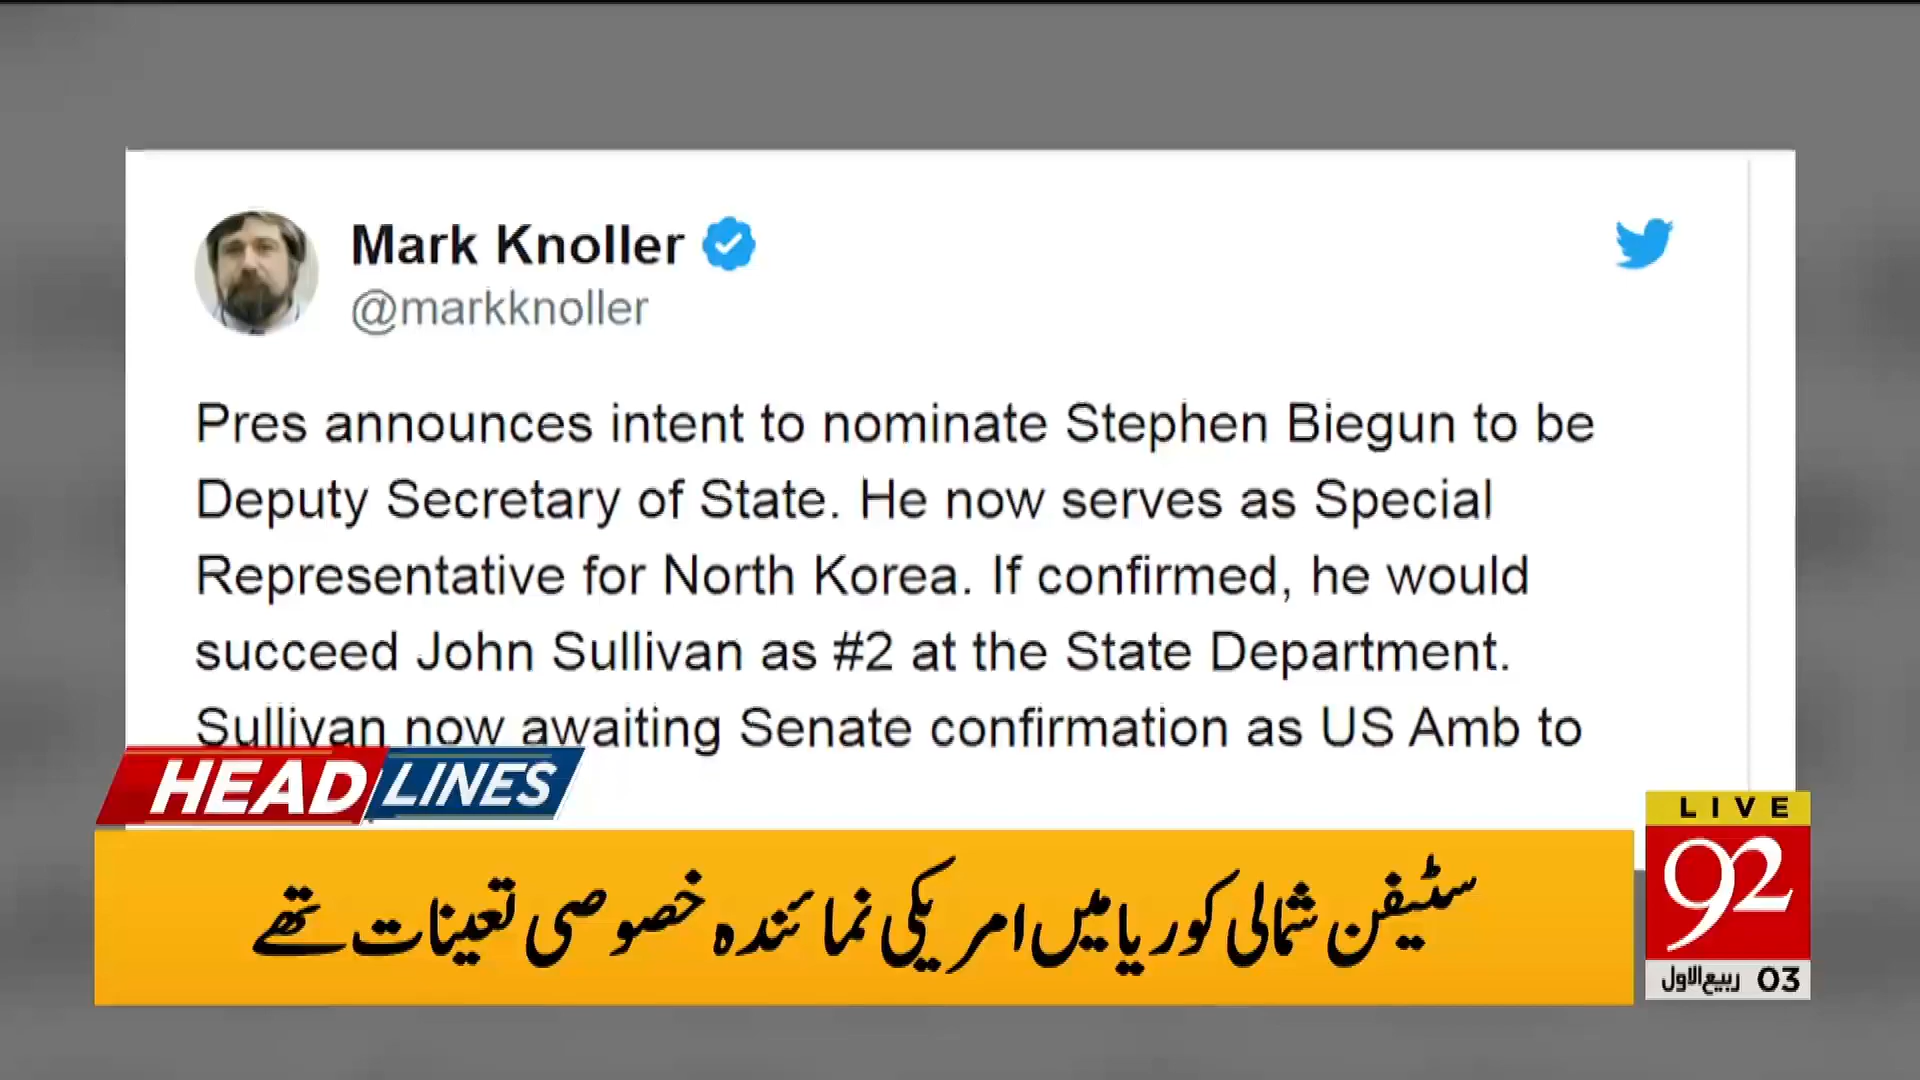 Mark Knoller
@markknoller
Pres announces intent to nominate Stephen Biegun to be
Deputy Secretary of State. He now serves as Special
Representative for North Korea. If confirmed, he would
succeed John Sullivan as #2 at the State Department.
Sullivan now awaiting Senate confirmation as US Amb to
HEADLINES
LIVE
92
سٹیفن شمالی کوریا میں امریکی نمائندہ خصوصی تعینات تھے
03 ربیع الاول